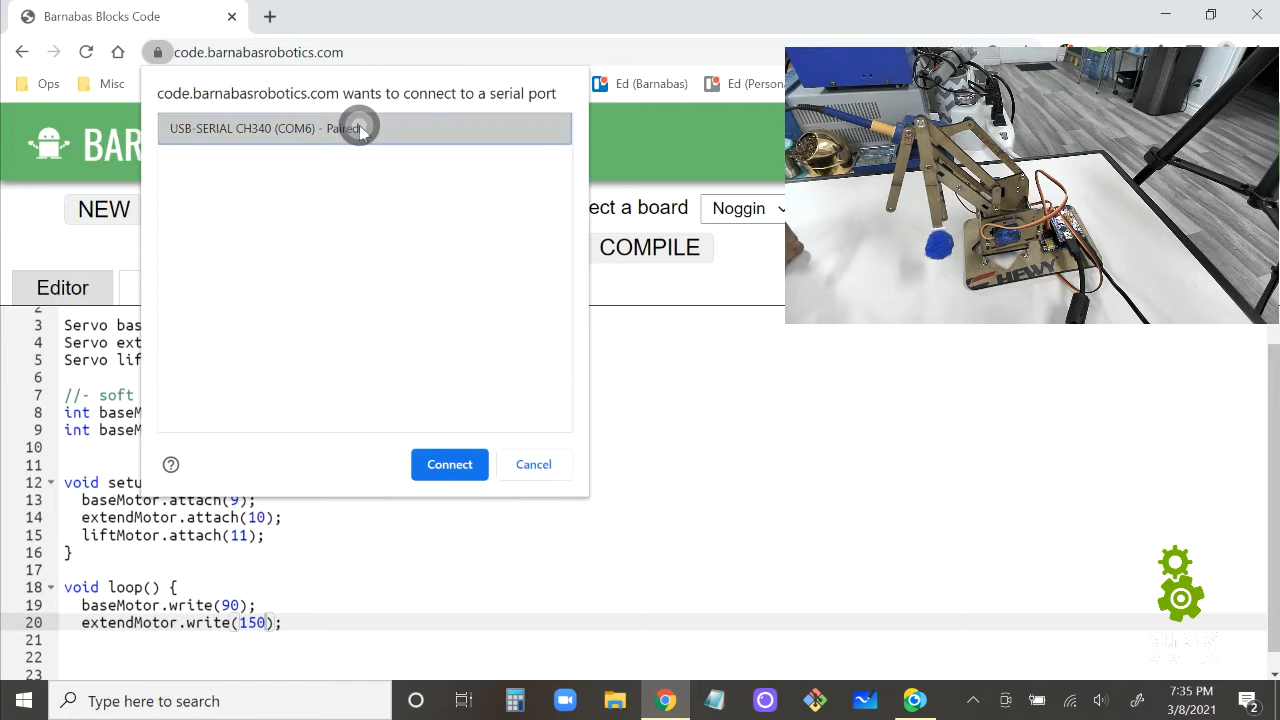 Barnabas Blocks Code
code.barnabasrobotics.com
Ops
Misc
Ed (Barnabas)
Ed (Person
code.barnabasrobotics.com wants to connect to a serial port
USB-SERIAL CH340 (COM6) - Paired
BAR
NEW
ect a board
Noggin
COMPILE
Editor
Connect
Cancel
HEWY
2
3 Servo bas
4 Servo ext
5 Servo lif
6
7 //- soft
8 int baseM
9 int baseM
10
11
12 void setu
13 baseMotor.attach(9);
14 extendMotor.attach(10);
15 liftMotor.attach(11);
16 }
17
18 void loop() {
19 baseMotor.write(90);
20 extendMotor.write(150);
21
22
23
Type here to search
7:35 PM
3/8/2021
2